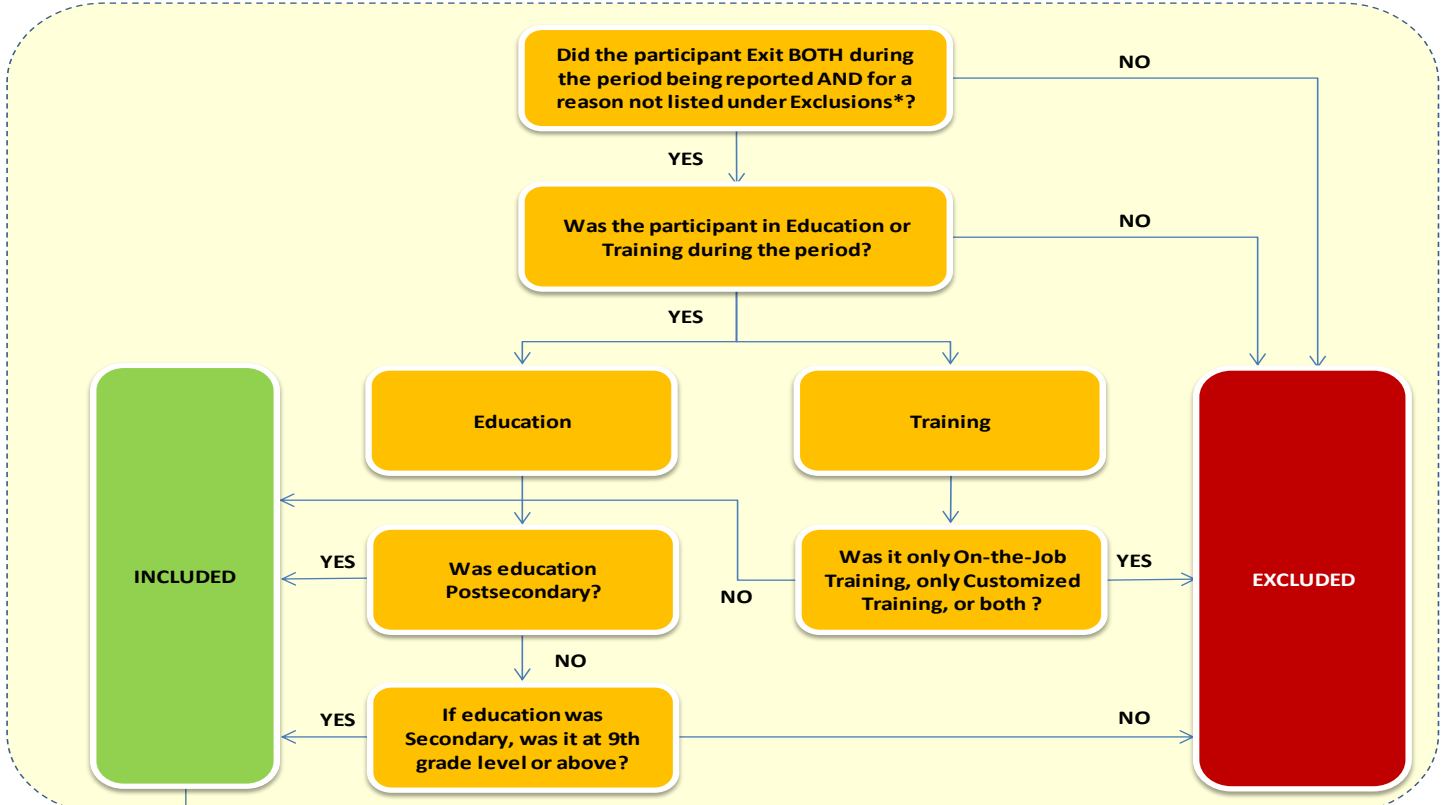 Did the participant Exit BOTH during
the period being reported AND for a
reason not listed under Exclusions*?
NO
YES
Was the participant in Education or
Training during the period?
NO
YES
Education
Training
INCLUDED
YES
Was education
Postsecondary?
NO
Was it only On-the-Job
Training, only Customized
Training, or both ?
YES
EXCLUDED
NO
YES
If education was
Secondary, was it at 9th
grade level or above?
NO